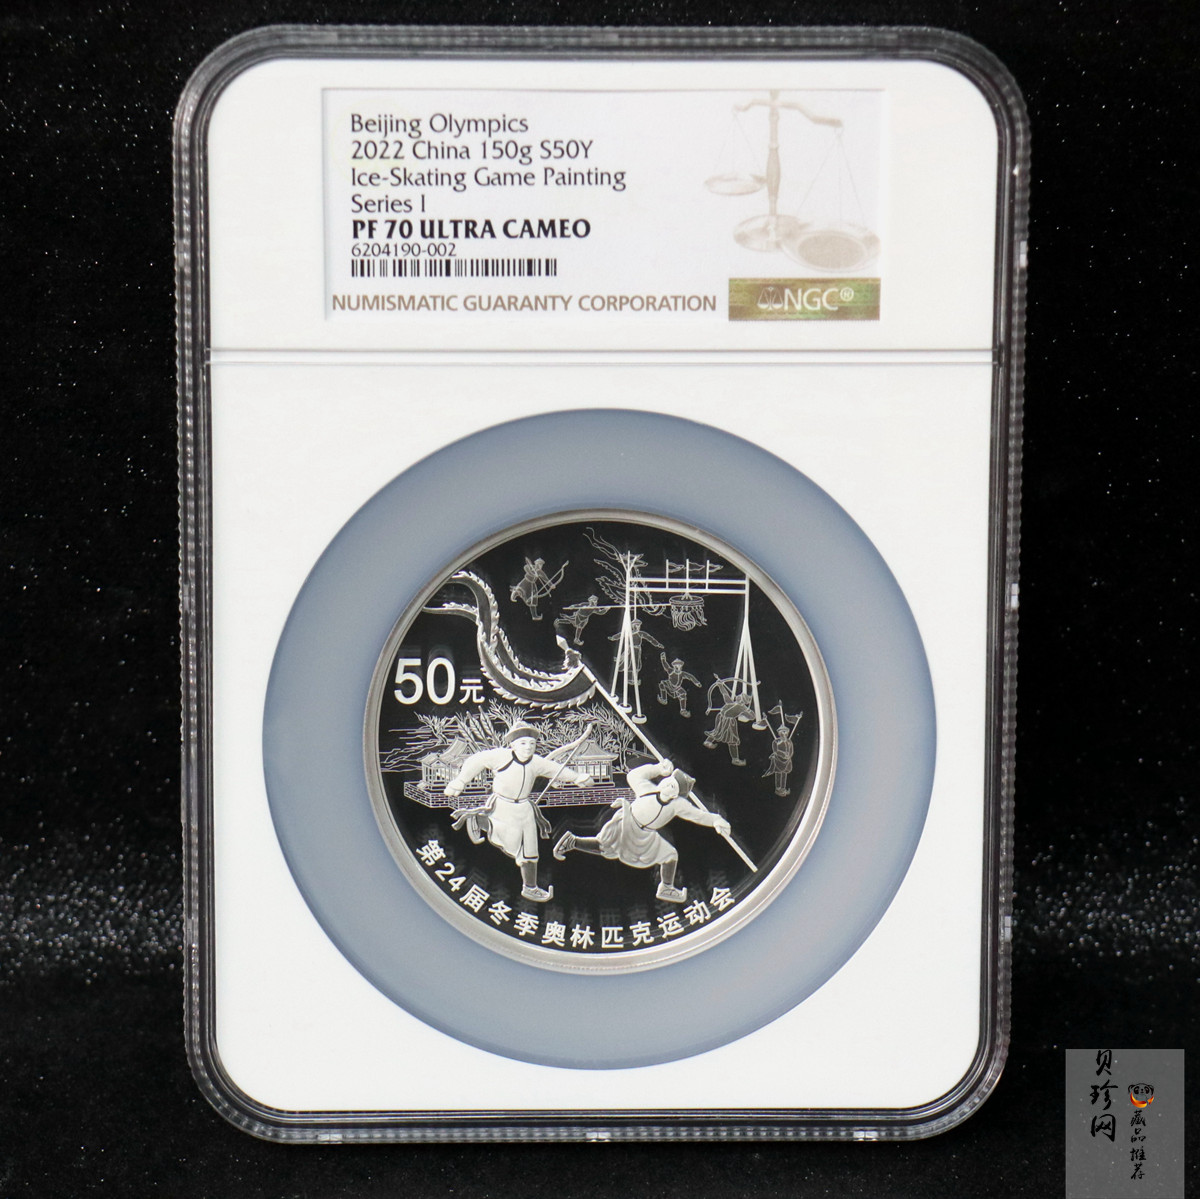 Beijing Olympics
2022 China 150g S50Y
Ice-Skating Game Painting
Series I
PF 70 ULTRA CAMEO
6204190-002
NUMISMATIC GUARANTY CORPORATION
NGC®
50元
第24届冬季奥林匹克运动会
贝珍网
藏品推荐